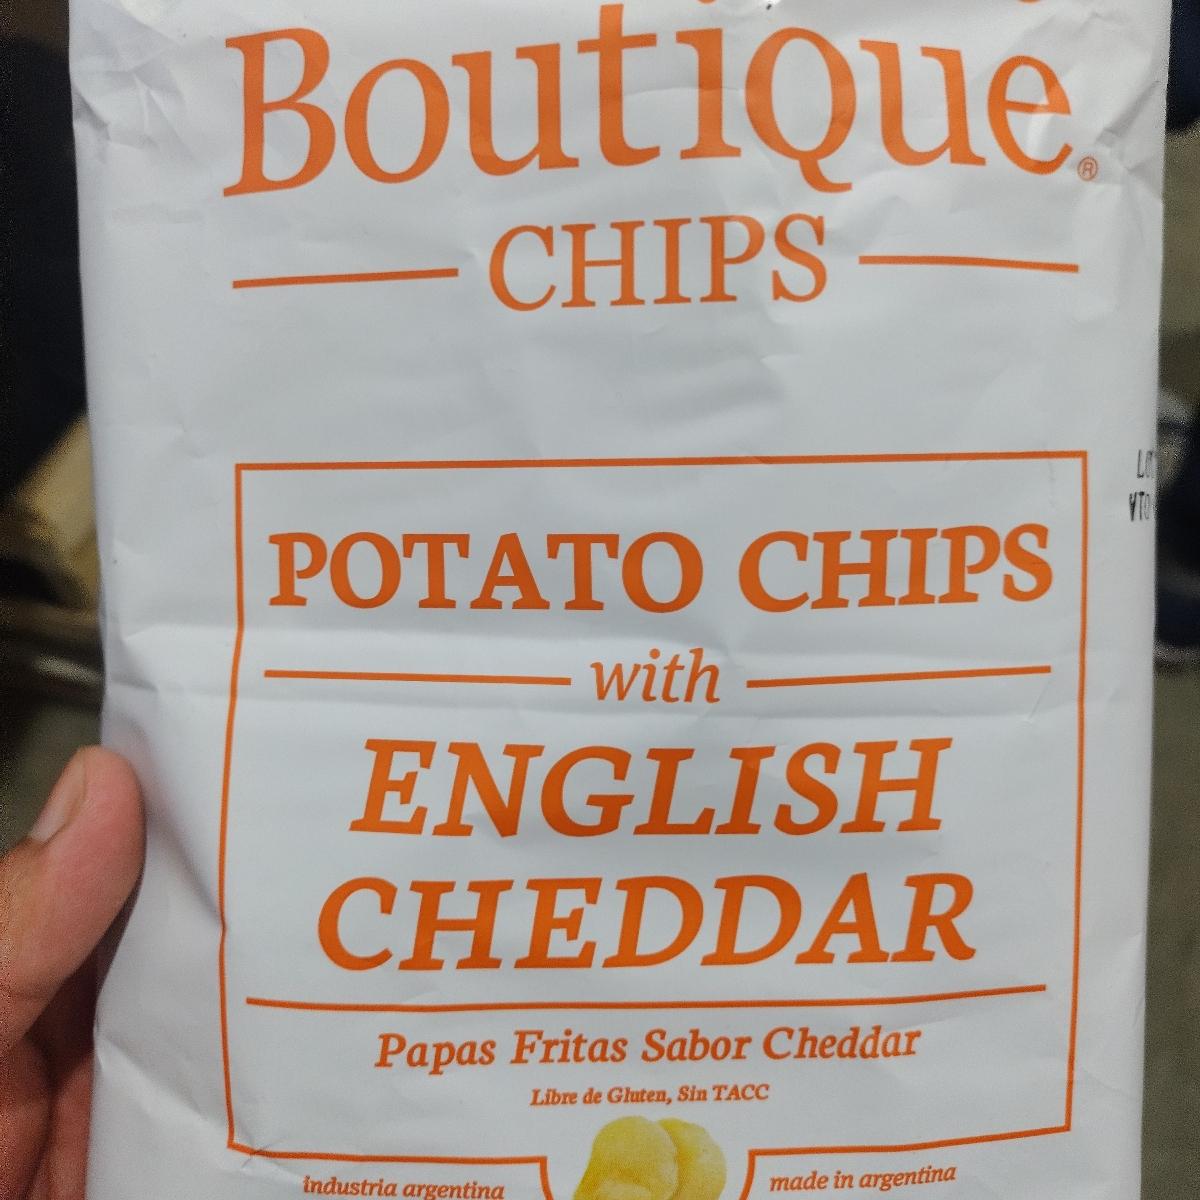 Boutique®
CHIPS
POTATO CHIPS
with
ENGLISH
CHEDDAR
Papas Fritas Sabor Cheddar
Libre de Gluten, Sin TACC
industria argentina
made in argentina